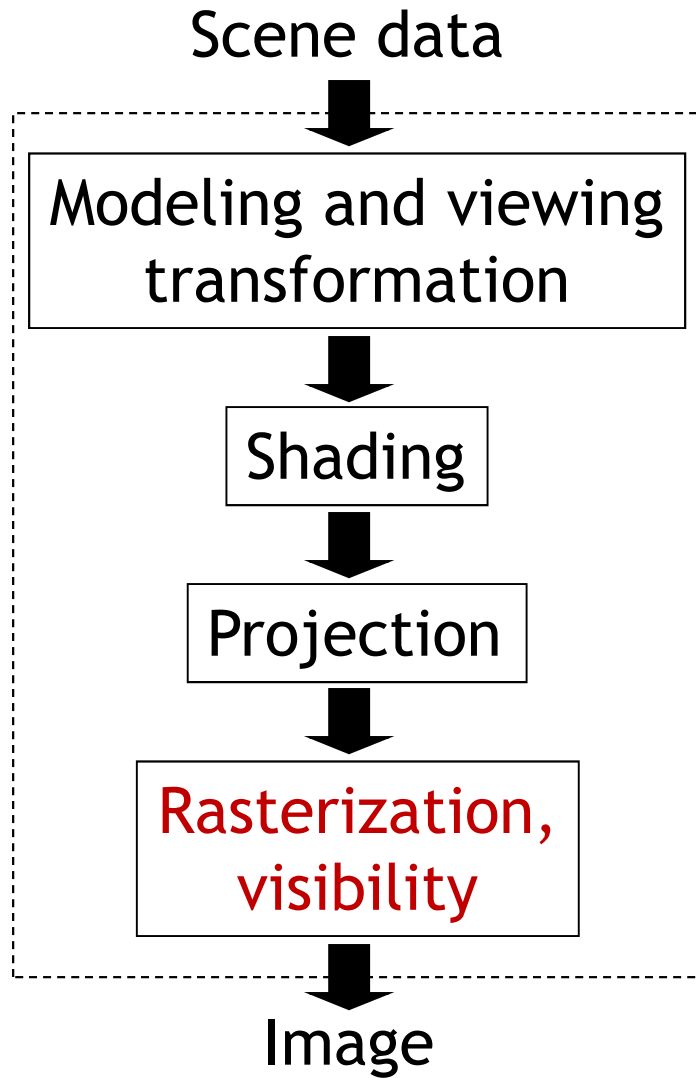 Scene data
Modeling and viewing
transformation
Shading
Projection
Rasterization,
visibility
Image